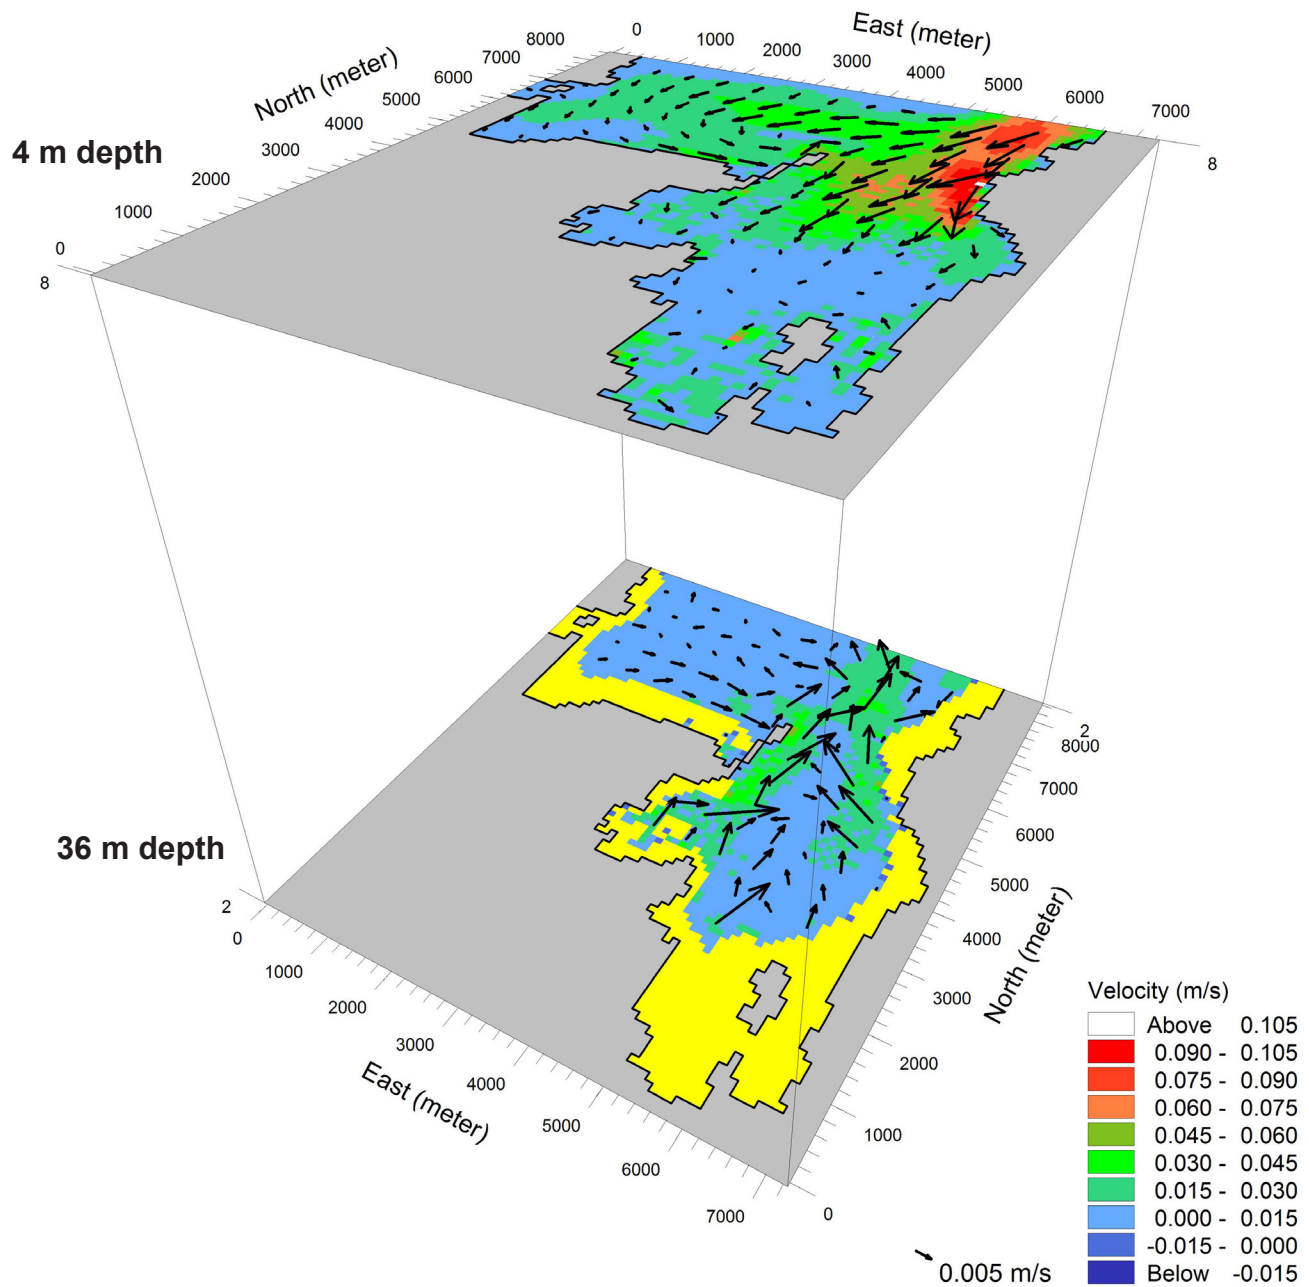 East (meter)
0
1000
2000
3000
4000
5000
6000
7000
8
North (meter)
8000
7000
6000
5000
4000
3000
2000
1000
0
8
4 m depth
36 m depth
2
0
1000
2000
3000
4000
5000
6000
7000
East (meter)
2
8000
7000
6000
5000
4000
3000
2000
1000
0
North (meter)
Velocity (m/s)
Above 0.105
0.090 - 0.105
0.075 - 0.090
0.060 - 0.075
0.045 - 0.060
0.030 - 0.045
0.015 - 0.030
0.000 - 0.015
-0.015 - 0.000
Below -0.015
0.005 m/s